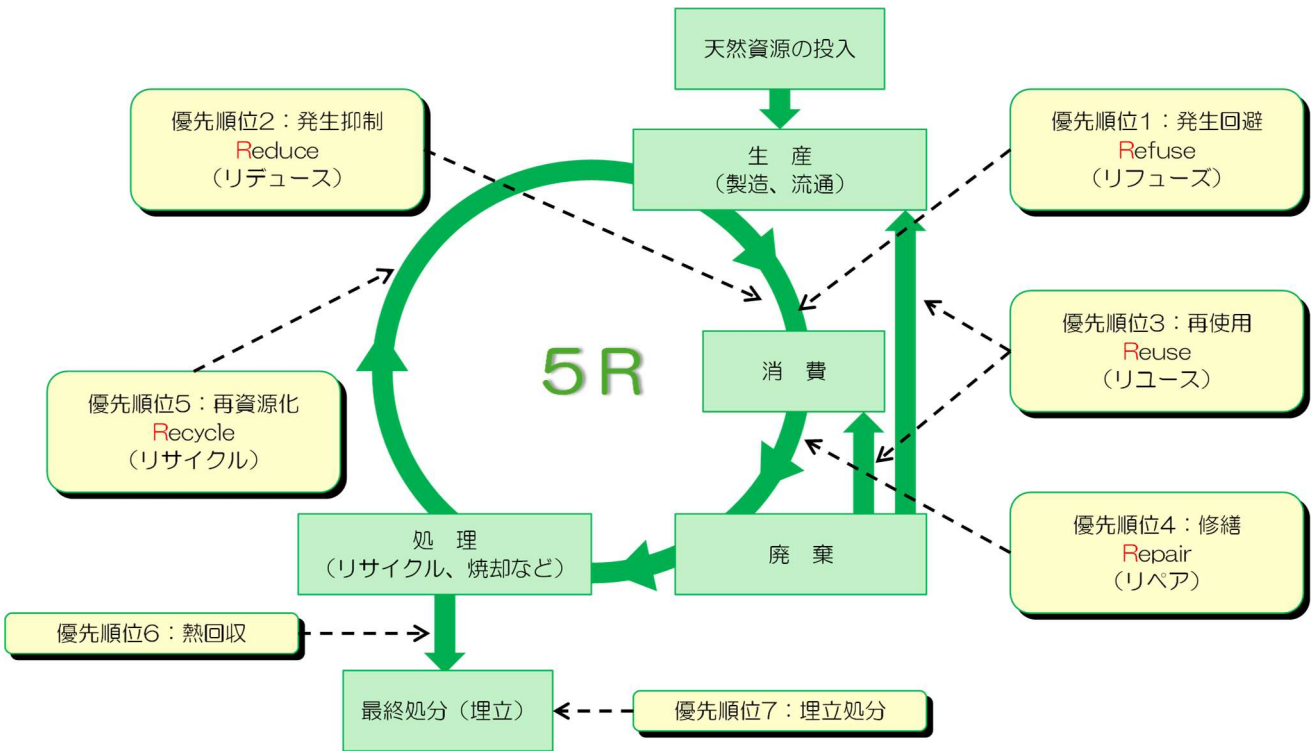 天然資源の投入
優先順位2：発生抑制
Reduce
（リデュース）
生　産
（製造、流通）
優先順位1：発生回避
Refuse
（リフューズ）
5R
消　費
優先順位3：再使用
Reuse
（リユース）
優先順位5：再資源化
Recycle
（リサイクル）
処　理
（リサイクル、焼却など）
廃　棄
優先順位4：修繕
Repair
（リペア）
優先順位6：熱回収
最終処分（埋立）
優先順位7：埋立処分